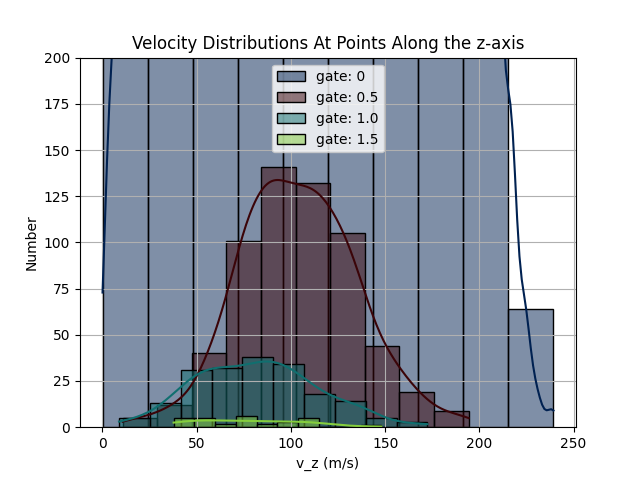 Velocity Distributions At Points Along the z-axis
gate: 0
gate: 0.5
gate: 1.0
gate: 1.5
200
175
150
125
100
75
50
25
0
Number
0
50
100
150
200
250
v_z (m/s)